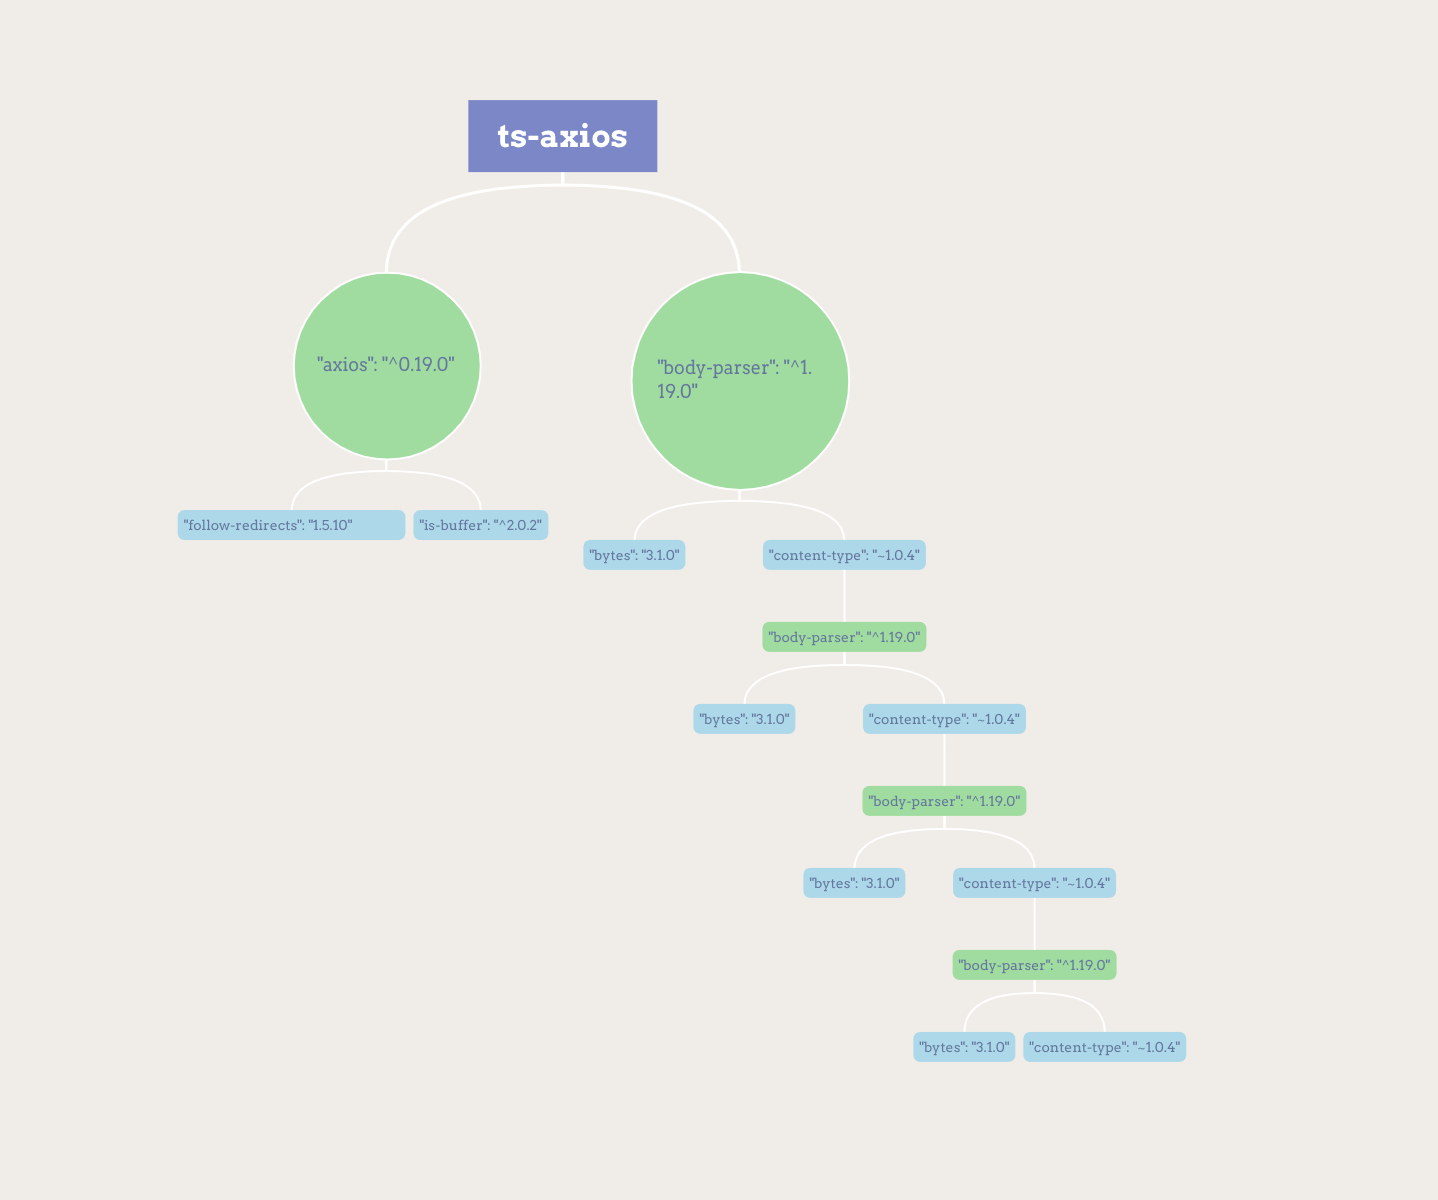 ts-axios
"axios": "^0.19.0"
"body-parser": "^1.
19.0"
"follow-redirects": "1.5.10"
"is-buffer": "^2.0.2"
"bytes": "3.1.0"
"content-type": "~1.0.4"
"body-parser": "^1.19.0"
"bytes": "3.1.0"
"content-type": "~1.0.4"
"body-parser": "^1.19.0"
"bytes": "3.1.0"
"content-type": "~1.0.4"
"body-parser": "^1.19.0"
"bytes": "3.1.0"
"content-type": "~1.0.4"